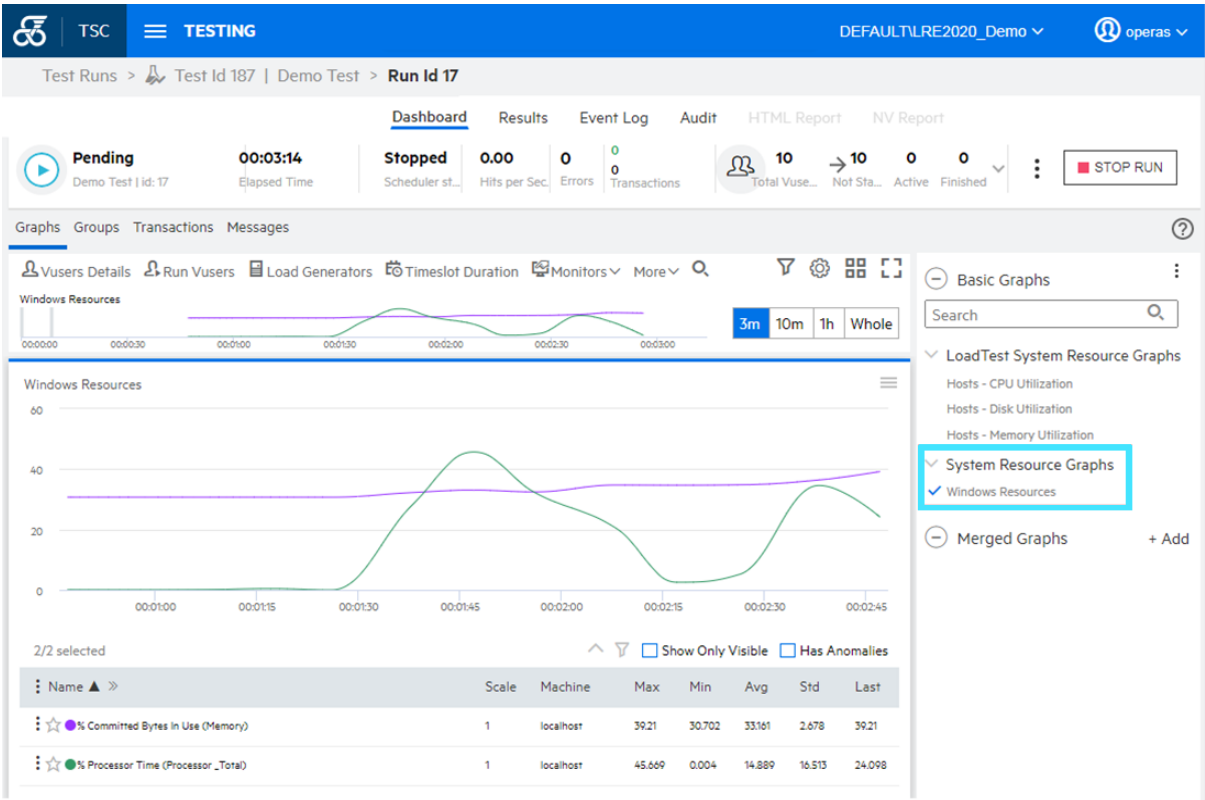 TSC TESTING DEFAULT\LRE2020_Demo operas
Test Runs > Test Id 187 | Demo Test > Run Id 17
Dashboard Results Event Log Audit HTML Report NV Report
Pending 00:03:14 Stopped 0.00 0 0 10 10 0 0 STOP RUN
0
Demo Test | id: 17 Elapsed Time Scheduler st... Hits per Sec. Errors Transactions Total Vuse... Not Sta... Active Finished
Graphs Groups Transactions Messages
Vusers Details Run Vusers Load Generators Timeslot Duration Monitors More
Windows Resources
3m 10m 1h Whole
00:00:00 00:00:30 00:01:00 00:01:30 00:02:00 00:02:30 00:03:00
Windows Resources
60
40
20
0
00:01:00 00:01:15 00:01:30 00:01:45 00:02:00 00:02:15 00:02:30 00:02:45
2/2 selected Show Only Visible Has Anomalies
Name ▲ » Scale Machine Max Min Avg Std Last
% Committed Bytes In Use (Memory) 1 localhost 39.21 30.702 33.161 2.678 39.21
% Processor Time (Processor _Total) 1 localhost 45.669 0.004 14.889 16.513 24.098
Basic Graphs
Search
LoadTest System Resource Graphs
Hosts - CPU Utilization
Hosts - Disk Utilization
Hosts - Memory Utilization
System Resource Graphs
Windows Resources
Merged Graphs + Add